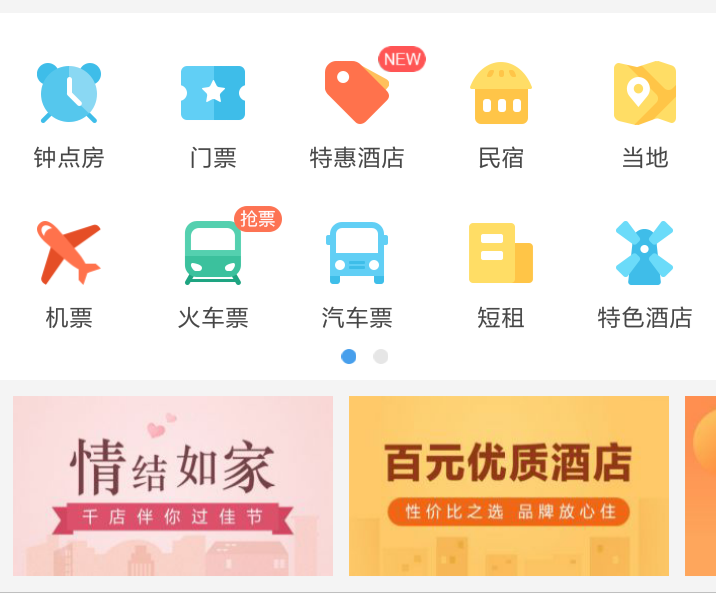 NEW
钟点房 门票 特惠酒店 民宿 当地
抢票
机票 火车票 汽车票 短租 特色酒店
情结如家
千店伴你过佳节
百元优质酒店
性价比之选 品牌放心住